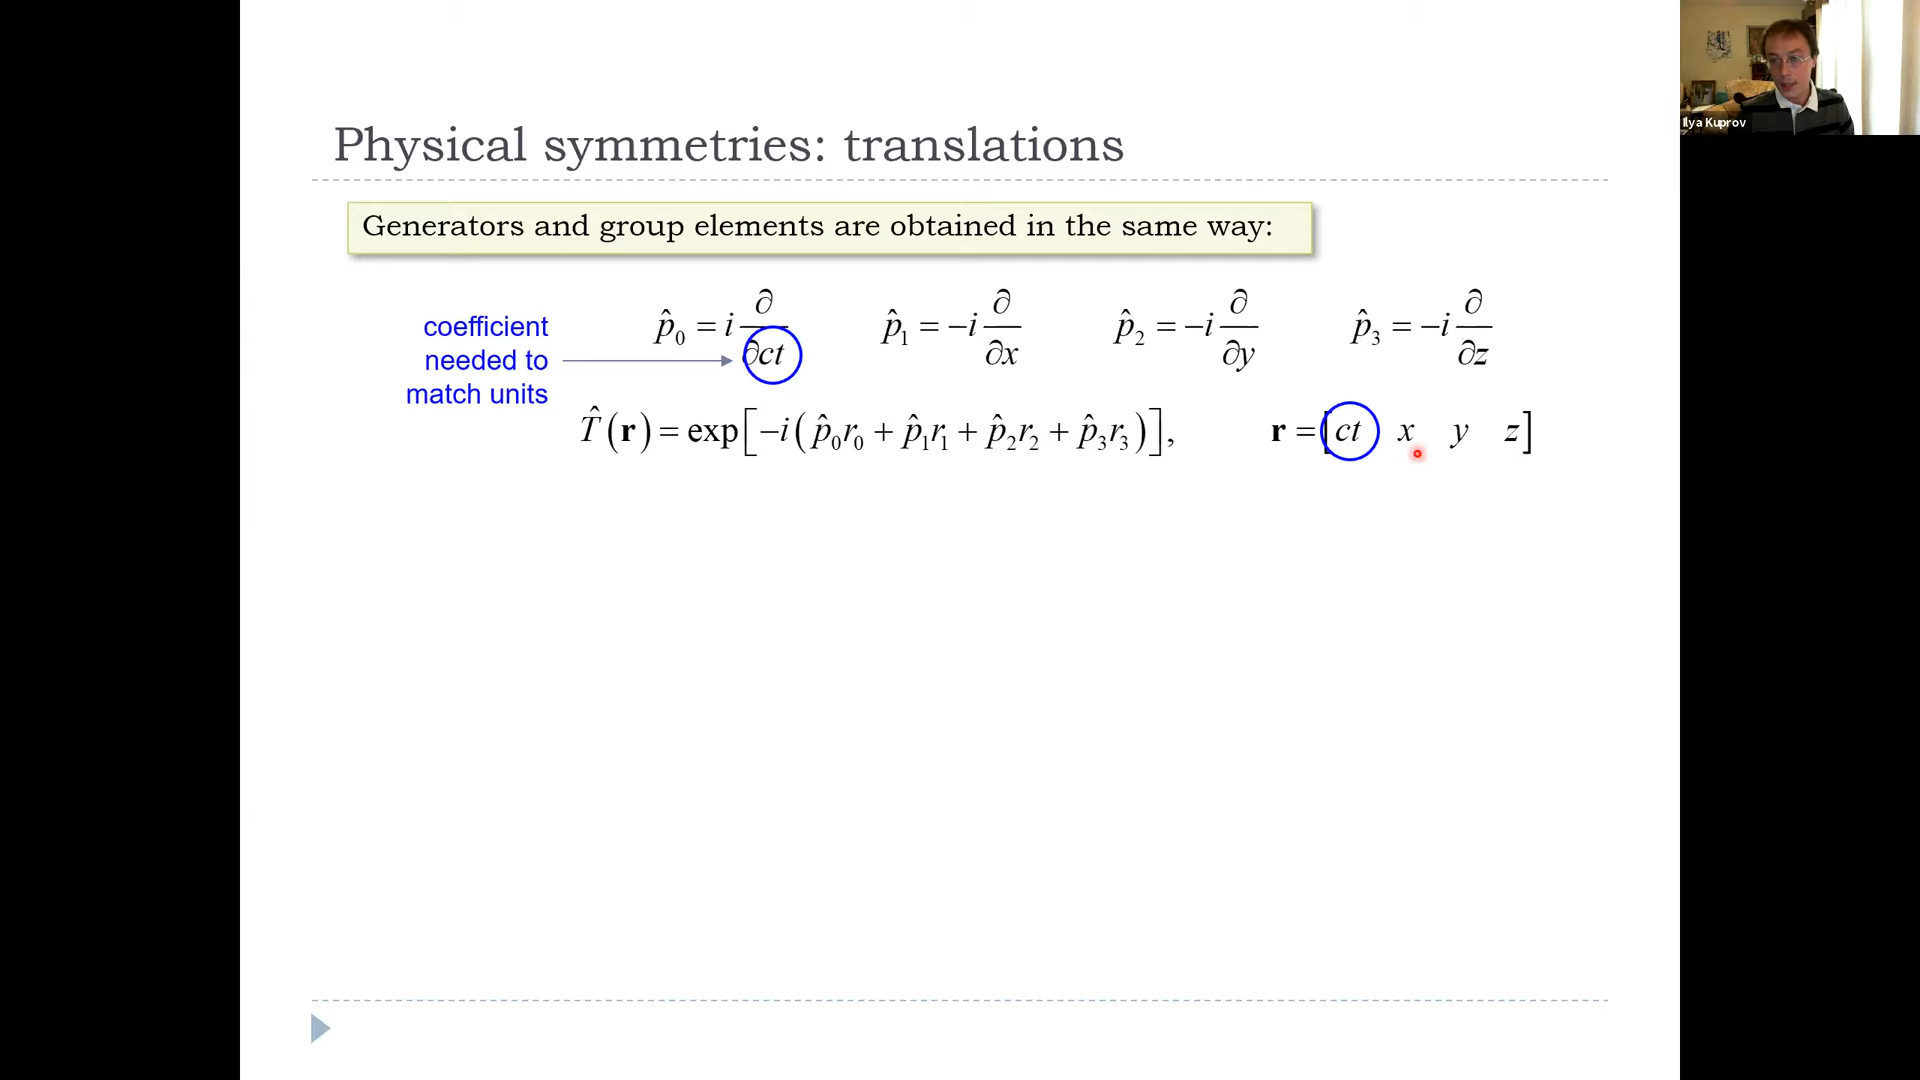 Ilya Kuprov
Physical symmetries: translations
Generators and group elements are obtained in the same way:
coefficient
needed to
match units
p̂₀ = i ∂/∂ct    p̂₁ = −i ∂/∂x    p̂₂ = −i ∂/∂y    p̂₃ = −i ∂/∂z
T̂(r) = exp[−i(p̂₀r₀ + p̂₁r₁ + p̂₂r₂ + p̂₃r₃)],    r = [ct  x  y  z]